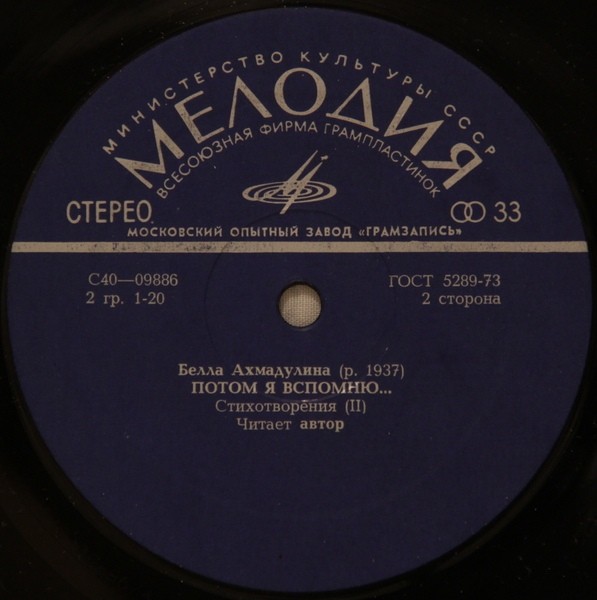 МИНИСТЕРСТВО КУЛЬТУРЫ СССР
МЕЛОДИЯ
ВСЕСОЮЗНАЯ ФИРМА ГРАМПЛАСТИНОК
СТЕРЕО 33
МОСКОВСКИЙ ОПЫТНЫЙ ЗАВОД «ГРАМЗАПИСЬ»
С40—09886 ГОСТ 5289-73
2 гр. 1-20 2 сторона
Белла Ахмадулина (р. 1937)
ПОТОМ Я ВСПОМНЮ...
Стихотворения (II)
Читает автор